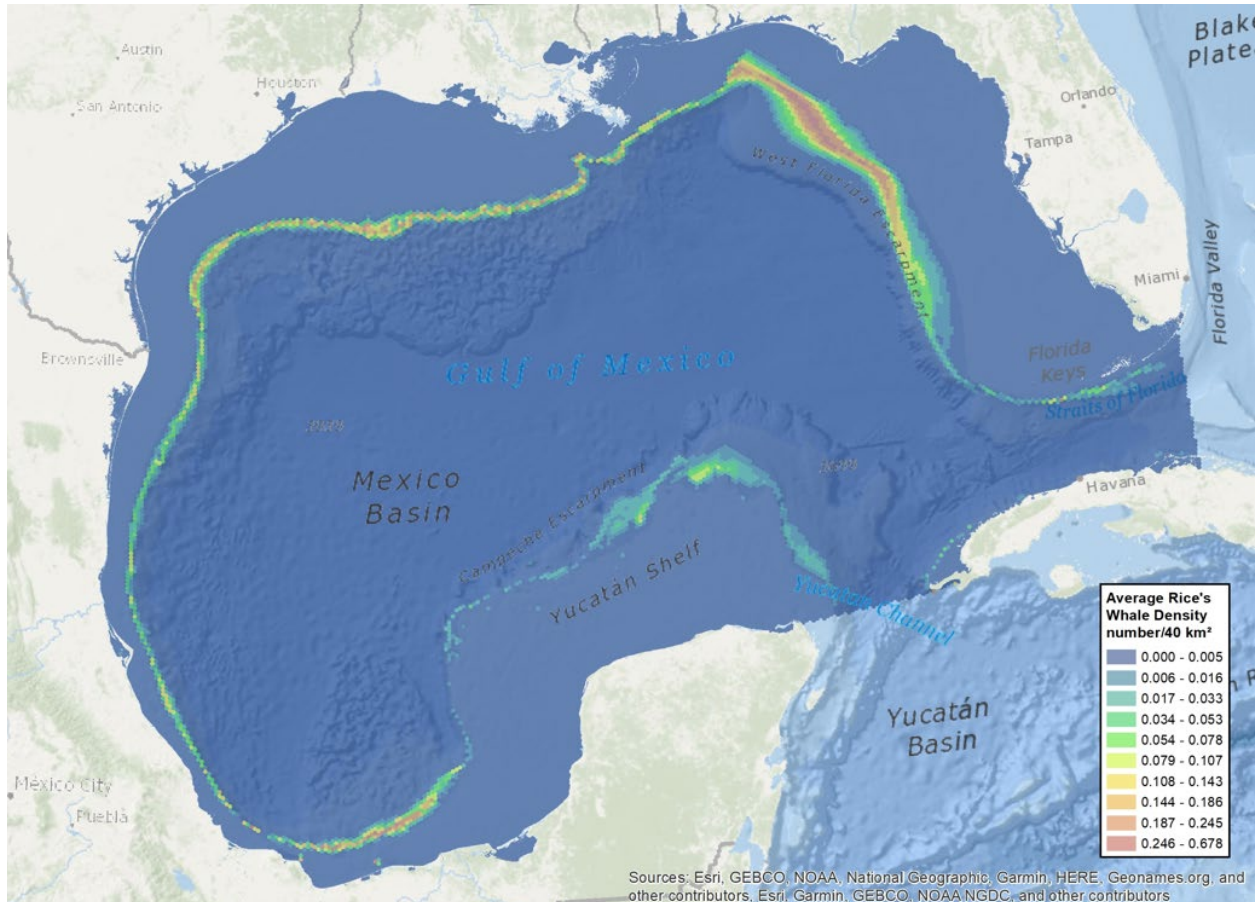 Blake
Plate
Austin
Houston
San Antonio
Orlando
Tampa
West Florida Escarpment
Miami
Florida Valley
Brownsville
Gulf of Mexico
Florida
Keys
Straits of Florida
Mexico
Basin
Campeche Escarpment
Havana
Yucatán Shelf
Yucatan Channel
Yucatán
Basin
México City
Puebla
Average Rice's
Whale Density
number/40 km²
0.000 - 0.005
0.006 - 0.016
0.017 - 0.033
0.034 - 0.053
0.054 - 0.078
0.079 - 0.107
0.108 - 0.143
0.144 - 0.186
0.187 - 0.245
0.246 - 0.678
Sources: Esri, GEBCO, NOAA, National Geographic, Garmin, HERE, Geonames.org, and
other contributors, Esri, Garmin, GEBCO, NOAA NGDC, and other contributors